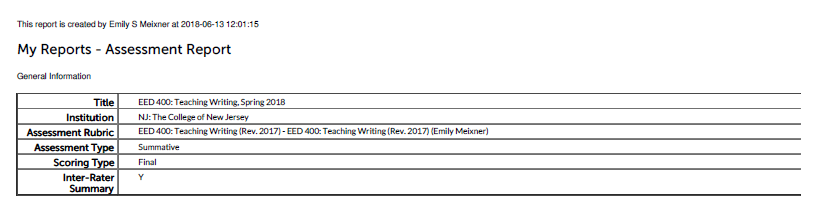 This report is created by Emily S Meixner at 2018-06-13 12:01:15
My Reports - Assessment Report
General Information
Title EED 400: Teaching Writing, Spring 2018
Institution NJ: The College of New Jersey
Assessment Rubric EED 400: Teaching Writing (Rev. 2017) - EED 400: Teaching Writing (Rev. 2017) (Emily Meixner)
Assessment Type Summative
Scoring Type Final
Inter-Rater Y
Summary